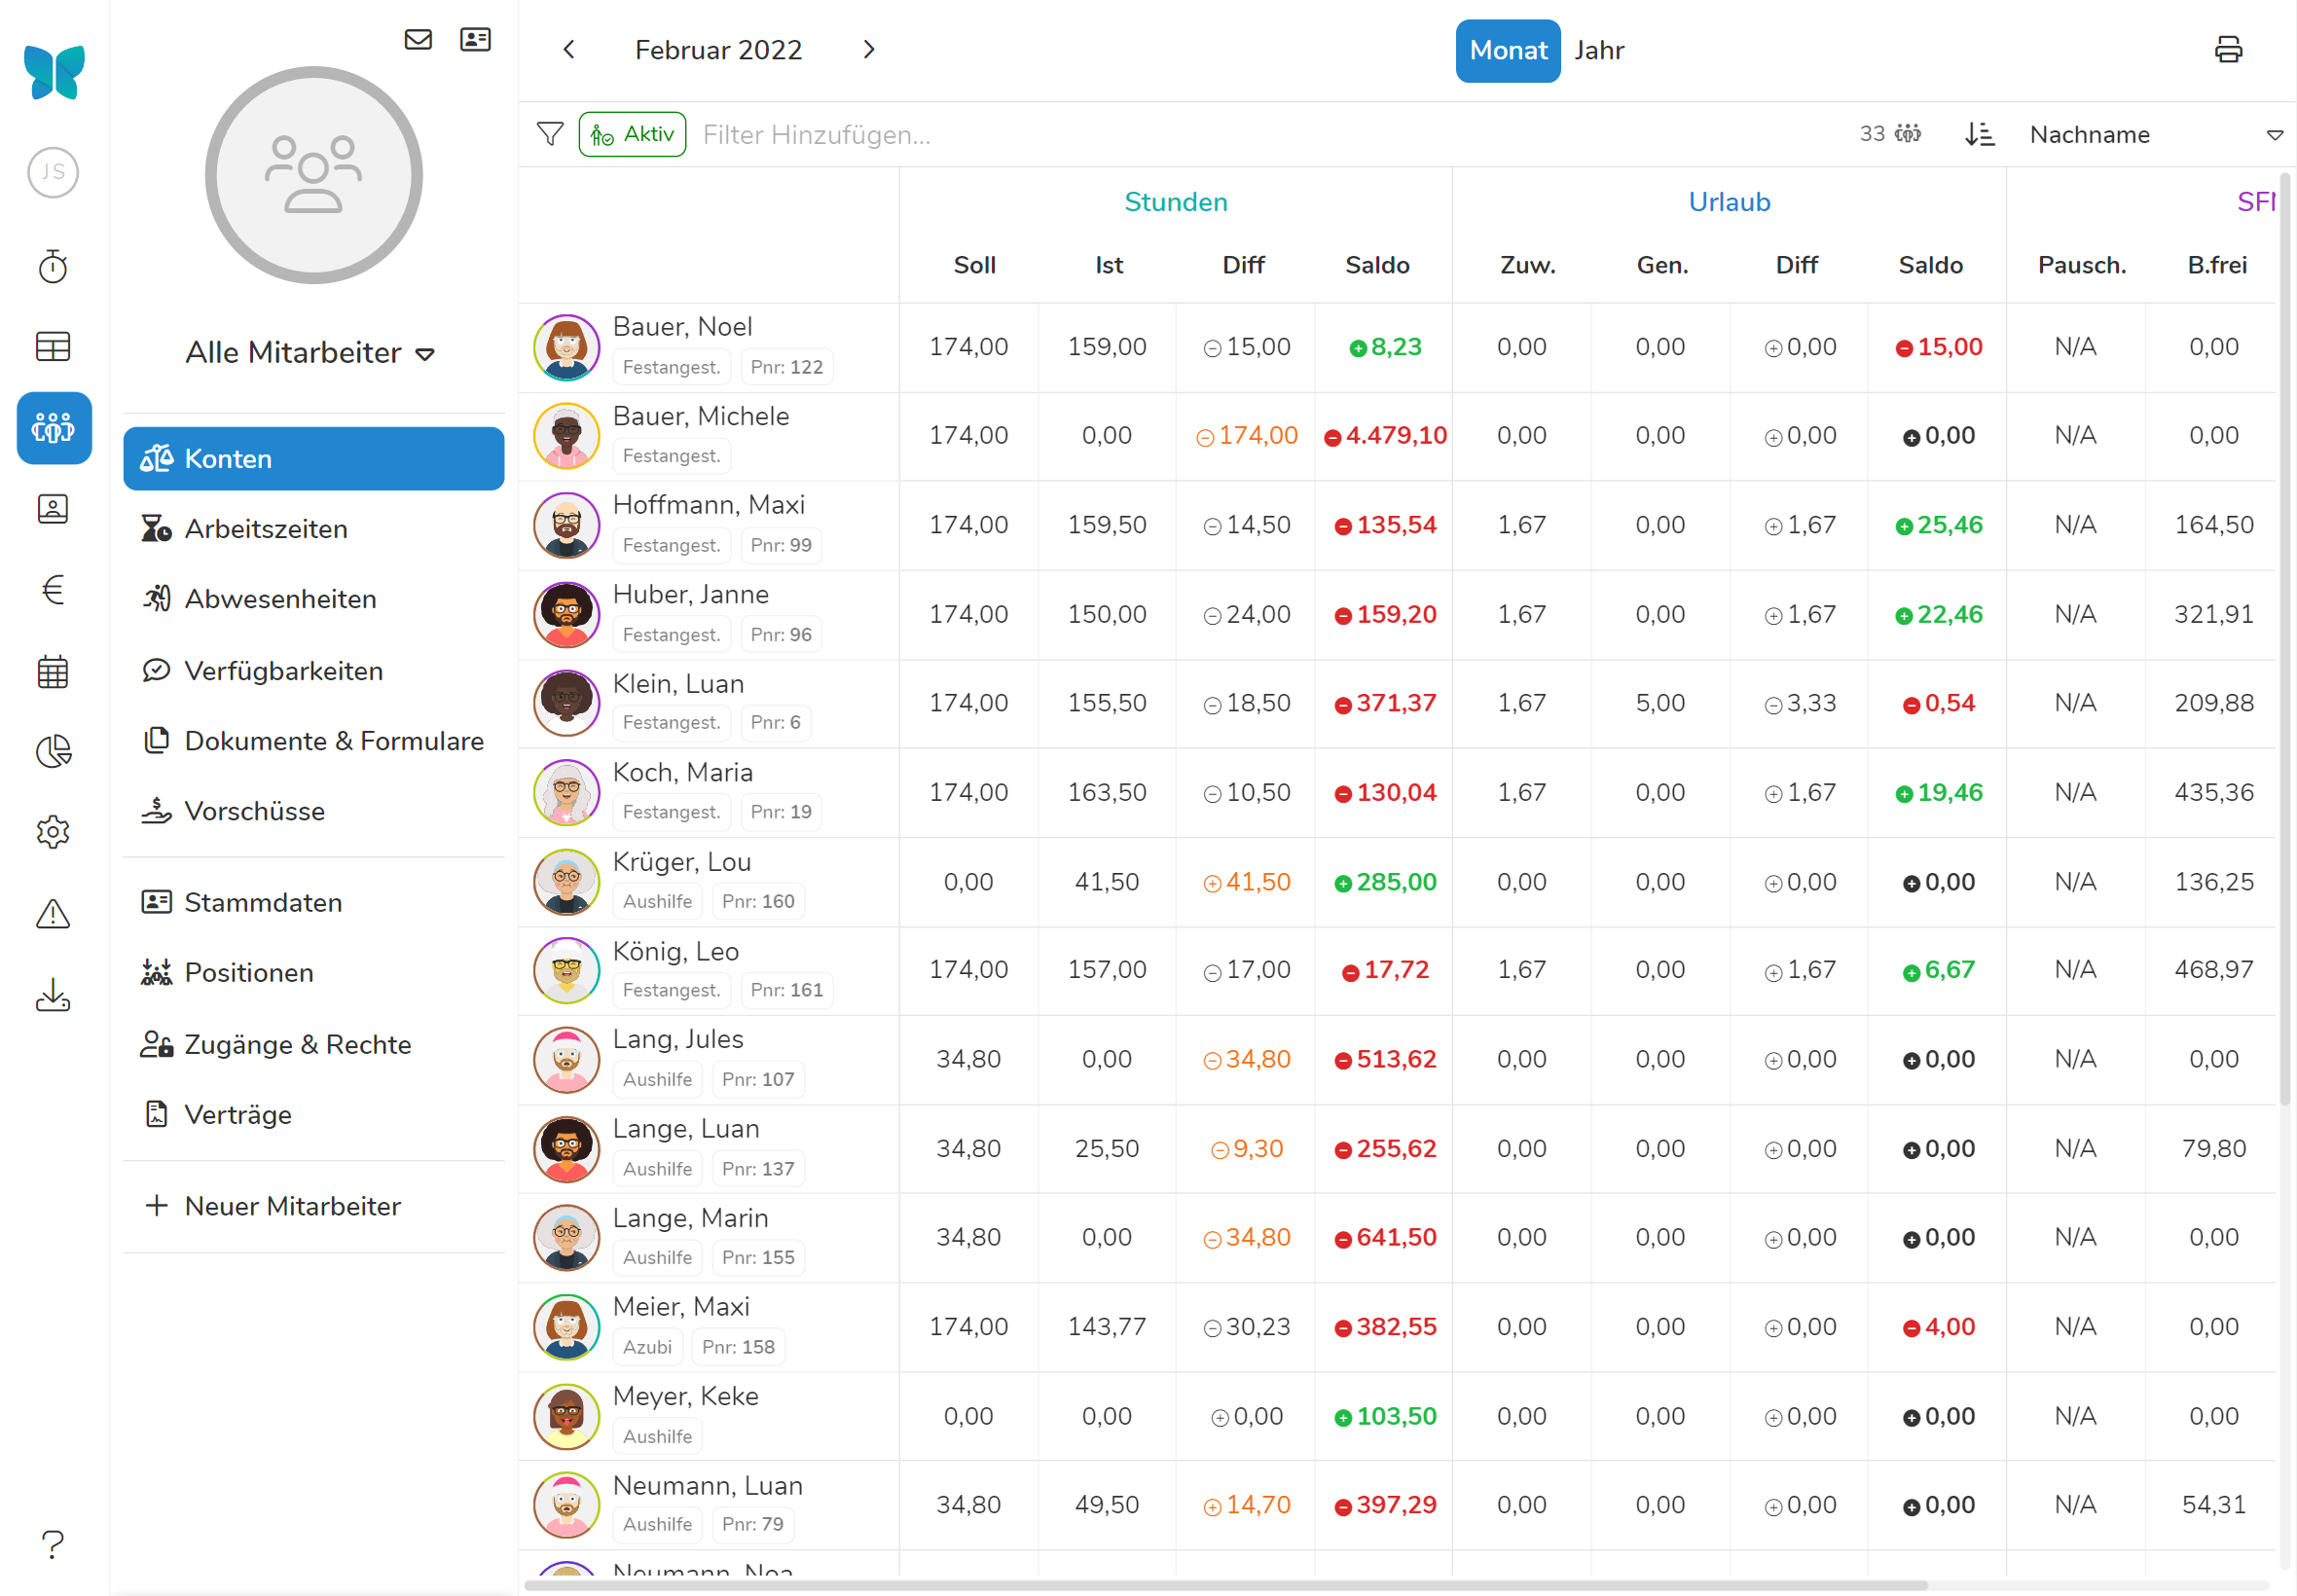 JS
Alle Mitarbeiter
Konten
Arbeitszeiten
Abwesenheiten
Verfügbarkeiten
Dokumente & Formulare
Vorschüsse
Stammdaten
Positionen
Zugänge & Rechte
Verträge
Neuer Mitarbeiter
Februar 2022
Monat Jahr
Aktiv Filter Hinzufügen... 33 Nachname
Stunden Urlaub
Soll Ist Diff Saldo Zuw. Gen. Diff Saldo Pausch. B.frei
Bauer, Noel
Festangest. Pnr: 122
174,00 159,00 15,00 8,23 0,00 0,00 0,00 15,00 N/A 0,00
Bauer, Michele
Festangest.
174,00 0,00 174,00 4.479,10 0,00 0,00 0,00 0,00 N/A 0,00
Hoffmann, Maxi
Festangest. Pnr: 99
174,00 159,50 14,50 135,54 1,67 0,00 1,67 25,46 N/A 164,50
Huber, Janne
Festangest. Pnr: 96
174,00 150,00 24,00 159,20 1,67 0,00 1,67 22,46 N/A 321,91
Klein, Luan
Festangest. Pnr: 6
174,00 155,50 18,50 371,37 1,67 5,00 3,33 0,54 N/A 209,88
Koch, Maria
Festangest. Pnr: 19
174,00 163,50 10,50 130,04 1,67 0,00 1,67 19,46 N/A 435,36
Krüger, Lou
Aushilfe Pnr: 160
0,00 41,50 41,50 285,00 0,00 0,00 0,00 0,00 N/A 136,25
König, Leo
Festangest. Pnr: 161
174,00 157,00 17,00 17,72 1,67 0,00 1,67 6,67 N/A 468,97
Lang, Jules
Aushilfe Pnr: 107
34,80 0,00 34,80 513,62 0,00 0,00 0,00 0,00 N/A 0,00
Lange, Luan
Aushilfe Pnr: 137
34,80 25,50 9,30 255,62 0,00 0,00 0,00 0,00 N/A 79,80
Lange, Marin
Aushilfe Pnr: 155
34,80 0,00 34,80 641,50 0,00 0,00 0,00 0,00 N/A 0,00
Meier, Maxi
Azubi Pnr: 158
174,00 143,77 30,23 382,55 0,00 0,00 0,00 4,00 N/A 0,00
Meyer, Keke
Aushilfe
0,00 0,00 0,00 103,50 0,00 0,00 0,00 0,00 N/A 0,00
Neumann, Luan
Aushilfe Pnr: 79
34,80 49,50 14,70 397,29 0,00 0,00 0,00 0,00 N/A 54,31
Neumann, Noa